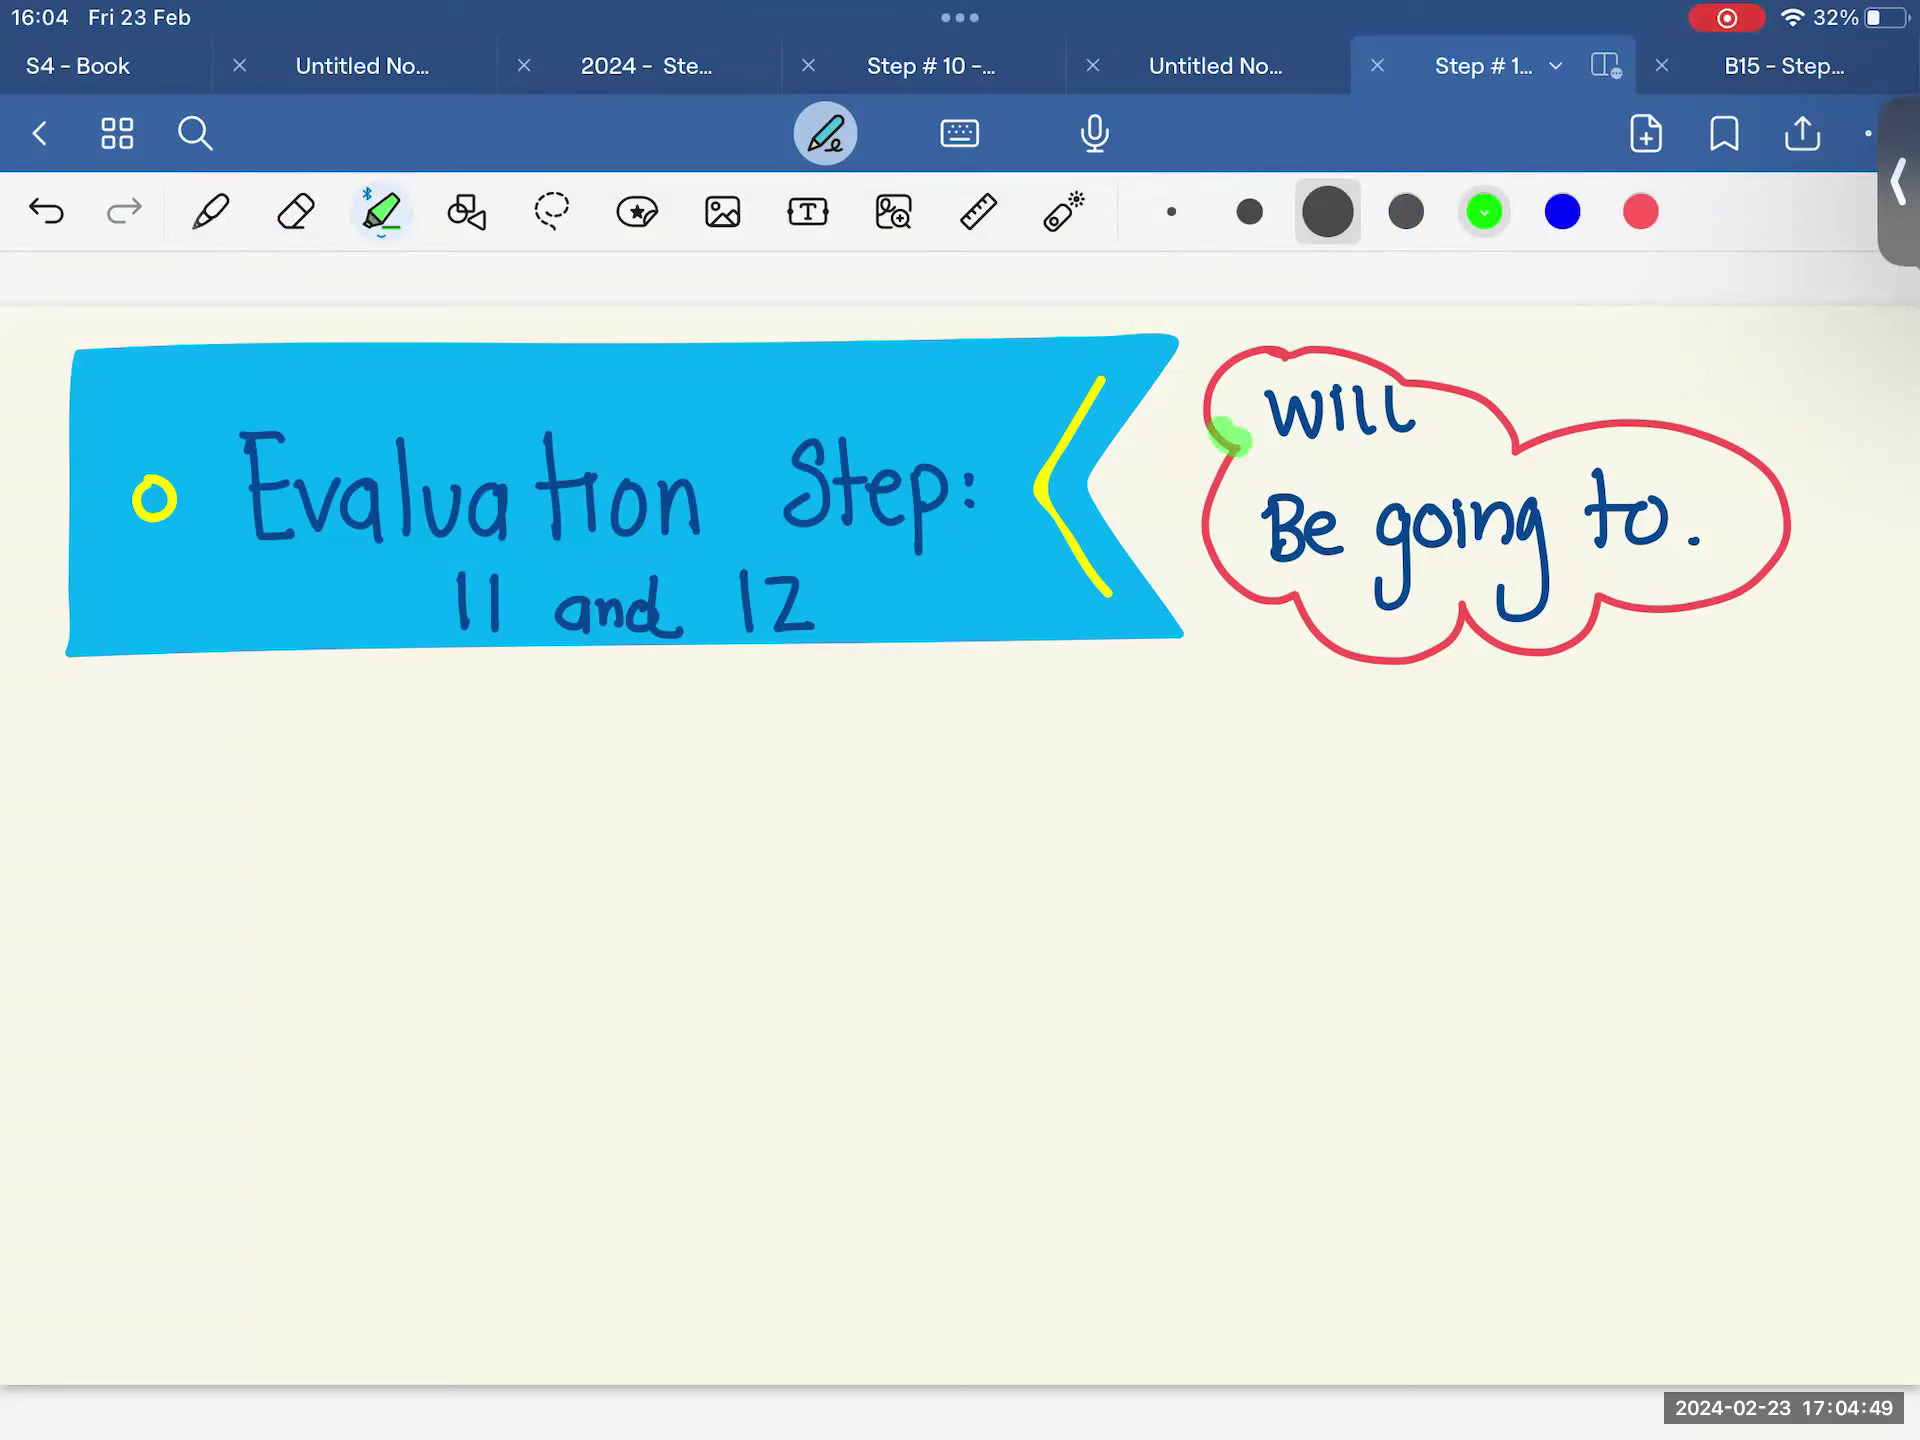 16:04 Fri 23 Feb
32%
S4 - Book
Untitled No...
2024 - Ste...
Step # 10 -...
Untitled No...
Step # 1...
B15 - Step...
Evaluation Step:
11 and 12
will
Be going to.
2024-02-23 17:04:49